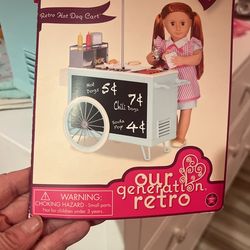 Retro Hot Dog Cart
Hot Dogs 5¢
Chili Dogs 7¢
Soda Pop 4¢
our
generation
retro
WARNING:
CHOKING HAZARD - Small parts.
Not for children under 3 years.